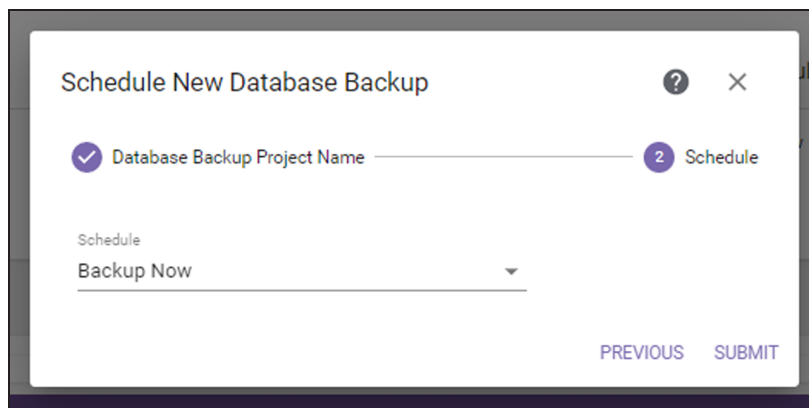 Schedule New Database Backup
?
Database Backup Project Name
2 Schedule
Schedule
Backup Now
PREVIOUS SUBMIT